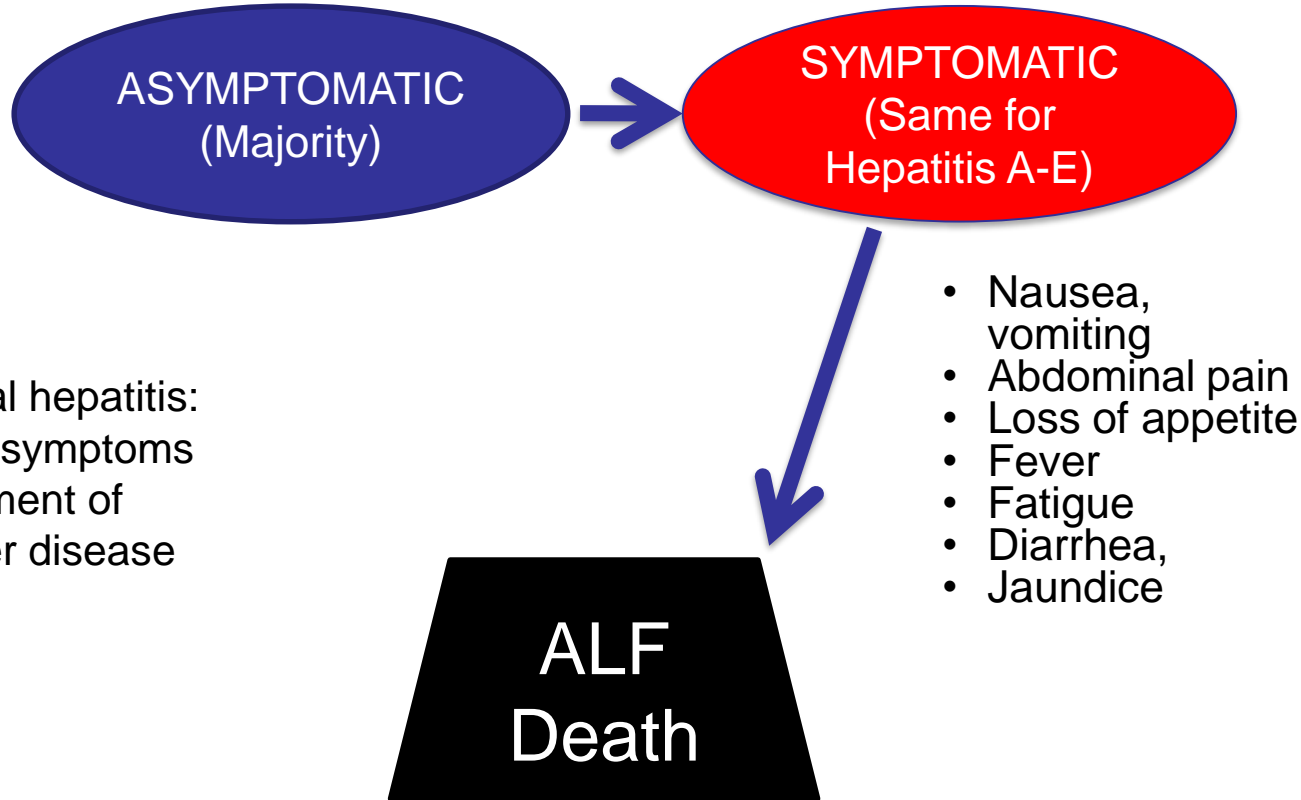 ASYMPTOMATIC
(Majority)
SYMPTOMATIC
(Same for
Hepatitis A-E)
• Nausea,
vomiting
• Abdominal pain
• Loss of appetite
• Fever
• Fatigue
• Diarrhea,
• Jaundice
al hepatitis:
symptoms
ment of
er disease
ALF
Death